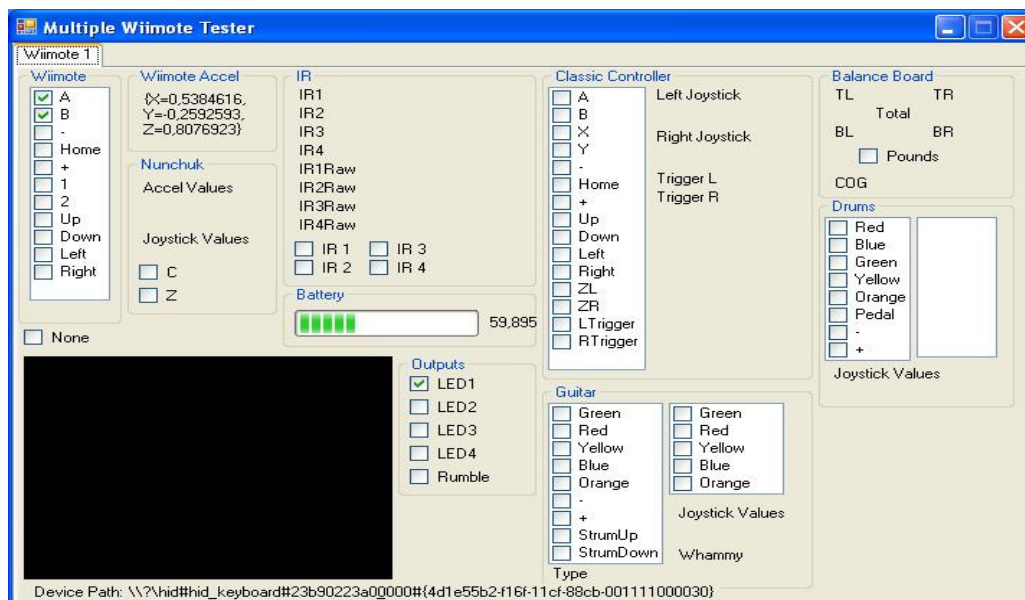 Multiple Wiimote Tester
Wiimote 1
Wiimote
A
B
-
Home
+
1
2
Up
Down
Left
Right
None
Wiimote Accel
{X=0,5384616,
Y=-0,2592593,
Z=0,8076923}
Nunchuk
Accel Values
Joystick Values
C
Z
IR
IR1
IR2
IR3
IR4
IR1Raw
IR2Raw
IR3Raw
IR4Raw
IR 1
IR 3
IR 2
IR 4
Battery
59,895
Outputs
LED1
LED2
LED3
LED4
Rumble
Classic Controller
A
B
X
Y
-
Home
+
Up
Down
Left
Right
ZL
ZR
LTrigger
RTrigger
Left Joystick
Right Joystick
Trigger L
Trigger R
Guitar
Green
Red
Yellow
Blue
Orange
-
+
StrumUp
StrumDown
Type
Green
Red
Yellow
Blue
Orange
Joystick Values
Whammy
Balance Board
TL TR
Total
BL BR
Pounds
COG
Drums
Red
Blue
Green
Yellow
Orange
Pedal
-
+
Joystick Values
Device Path: \\?\hid#hid_keyboard#23b90223a00000#{4d1e55b2-f16f-11cf-88cb-001111000030}